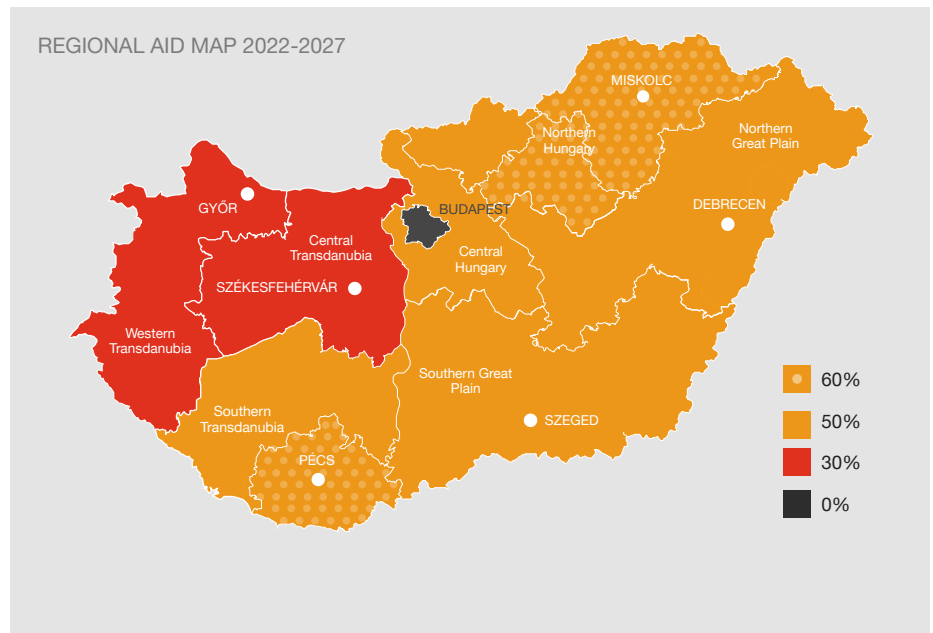 REGIONAL AID MAP 2022-2027
MISKOLC
Northern
Hungary
Northern
Great Plain
GYŐR
BUDAPEST
DEBRECEN
Central
Transdanubia
Central
Hungary
SZÉKESFEHÉRVÁR
Western
Transdanubia
Southern Great
Plain
60%
Southern
Transdanubia
SZEGED
50%
PÉCS
30%
0%